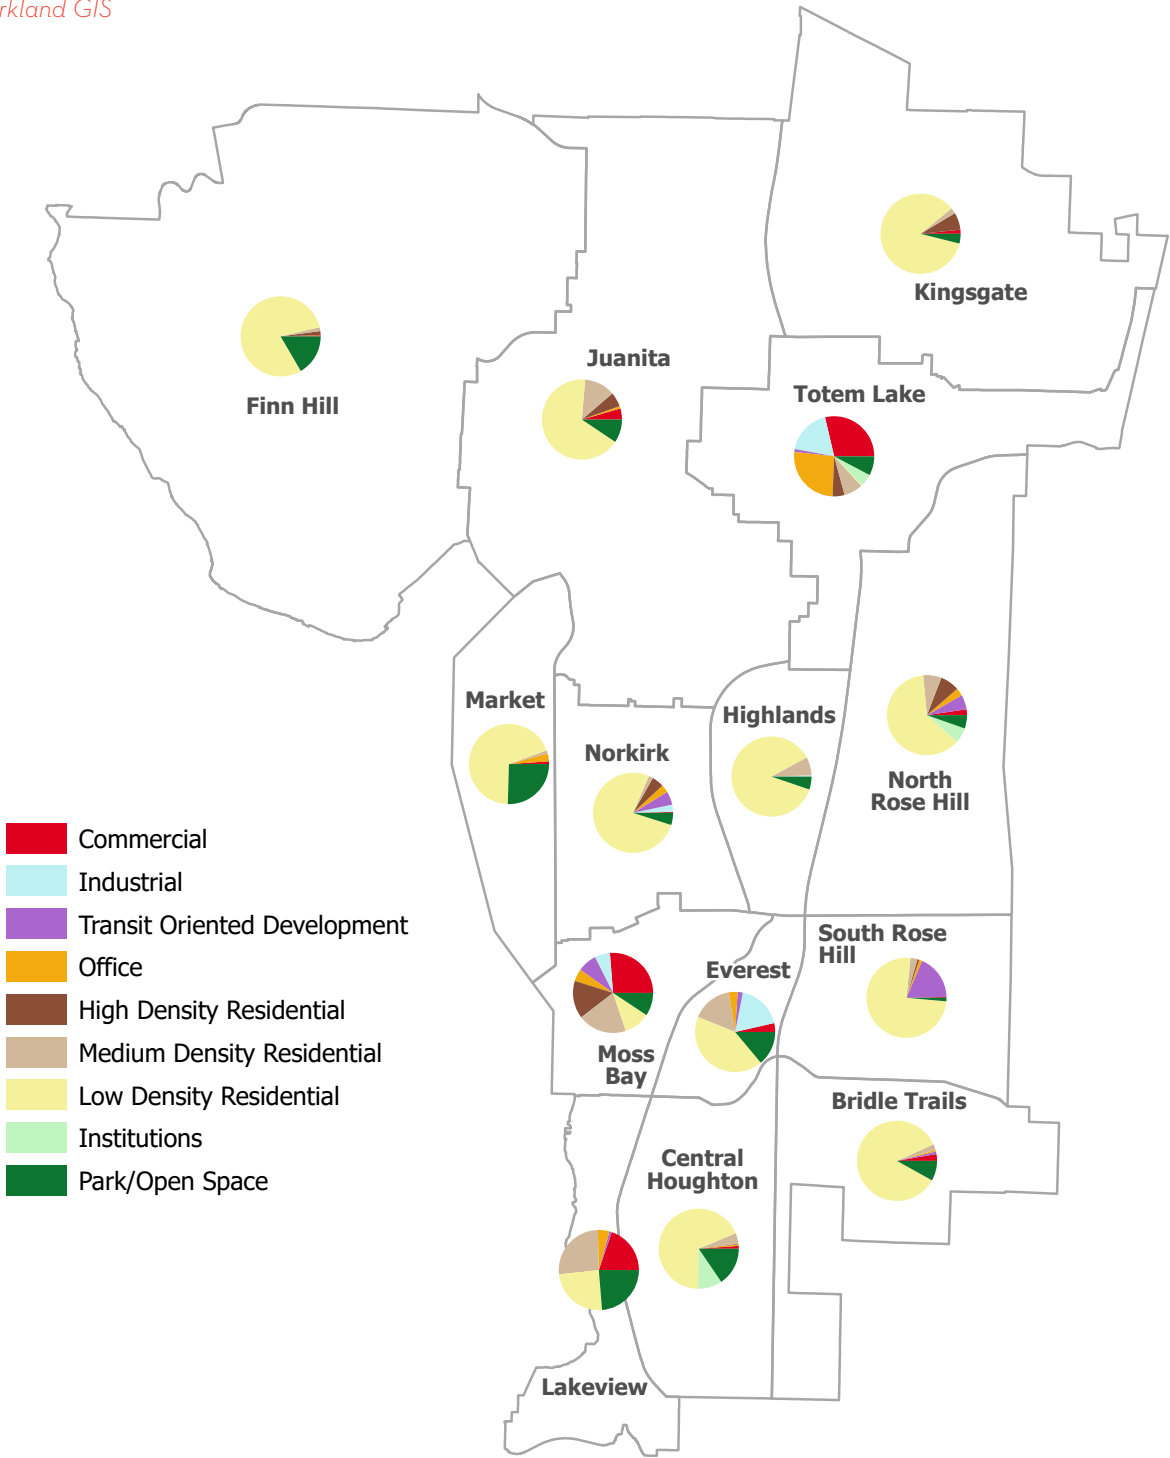 Kingsgate
Juanita
Totem Lake
Finn Hill
Market
Highlands
Norkirk
North
Rose Hill
Commercial
Industrial
Transit Oriented Development
Office
High Density Residential
Medium Density Residential
Low Density Residential
Institutions
Park/Open Space
South Rose
Hill
Everest
Moss
Bay
Bridle Trails
Central
Houghton
Lakeview
GIS